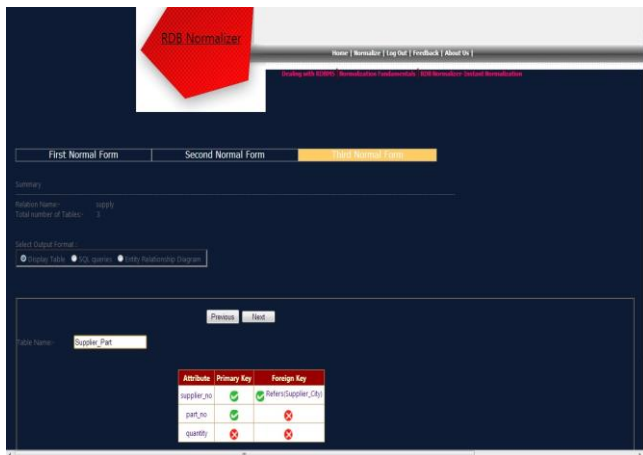 RDB Normalizer
Home | Normalize | Log Out | Feedback | About Us |
Dealing with RDBMS | Normalization Fundamentals | RDB Normalizer- Instant Normalization
First Normal Form
Second Normal Form
Third Normal Form
Summary
Relation Name:- supply
Total number of Tables:- 3
Select Output Format :
Display Table SQL queries Entity Relationship Diagram
Previous Next
Table Name:- Supplier_Part
Attribute Primary Key Foreign Key
supplier_no Refers(Supplier_City)
part_no
quantity